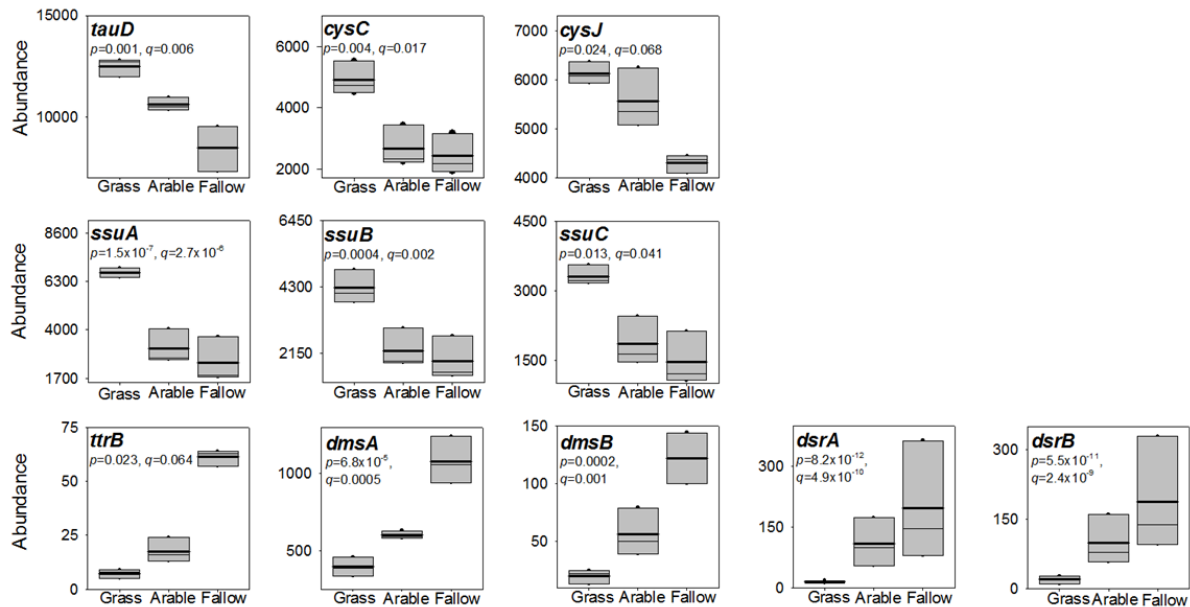 tauD
p=0.001, q=0.006
Abundance
15000
10000
Grass Arable Fallow
cysC
p=0.004, q=0.017
6000
4000
2000
Grass Arable Fallow
cysJ
p=0.024, q=0.068
7000
6000
5000
4000
Grass Arable Fallow
ssuA
p=1.5x10⁻⁷, q=2.7x10⁻⁶
Abundance
8600
6300
4000
1700
Grass Arable Fallow
ssuB
p=0.0004, q=0.002
6450
4300
2150
Grass Arable Fallow
ssuC
p=0.013, q=0.041
4500
3000
1500
Grass Arable Fallow
ttrB
p=0.023, q=0.064
Abundance
75
50
25
0
Grass Arable Fallow
dmsA
p=6.8x10⁻⁵,
q=0.0005
1000
500
Grass Arable Fallow
dmsB
p=0.0002,
q=0.001
150
100
50
Grass Arable Fallow
dsrA
p=8.2x10⁻¹²,
q=4.9x10⁻¹⁰
300
150
0
Grass Arable Fallow
dsrB
p=5.5x10⁻¹¹,
q=2.4x10⁻⁹
300
150
0
Grass Arable Fallow